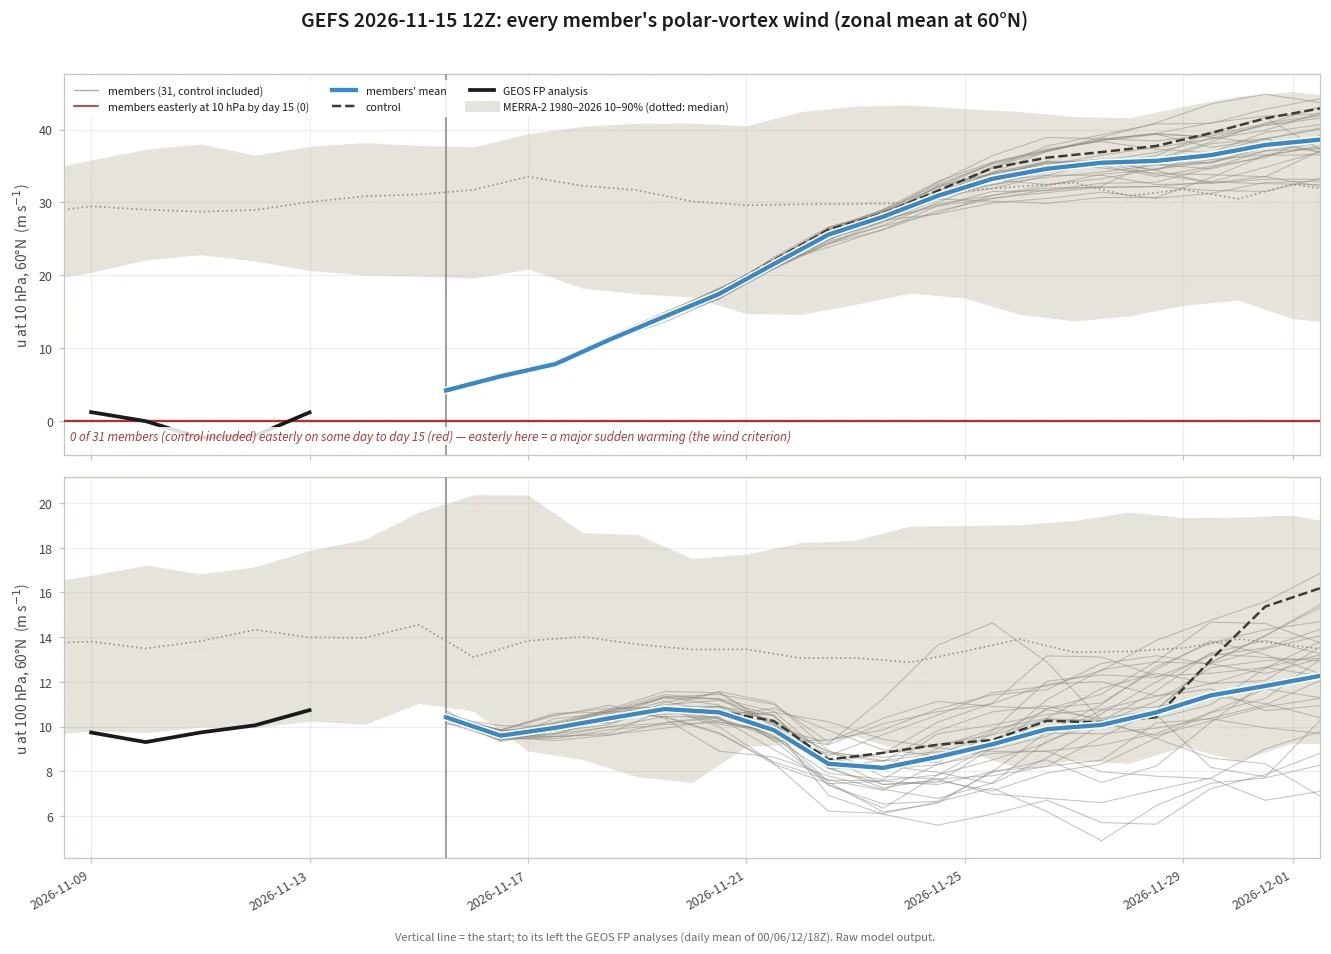 GEFS 2026-11-15 12Z: every member's polar-vortex wind (zonal mean at 60°N)
members (31, control included)
members easterly at 10 hPa by day 15 (0)
members' mean
control
GEOS FP analysis
MERRA-2 1980–2026 10–90% (dotted: median)
u at 10 hPa, 60°N (m s⁻¹)
40
30
20
10
0
0 of 31 members (control included) easterly on some day to day 15 (red) — easterly here = a major sudden warming (the wind criterion)
u at 100 hPa, 60°N (m s⁻¹)
20
18
16
14
12
10
8
6
2026-11-09
2026-11-13
2026-11-17
2026-11-21
2026-11-25
2026-11-29
2026-12-01
Vertical line = the start; to its left the GEOS FP analyses (daily mean of 00/06/12/18Z). Raw model output.